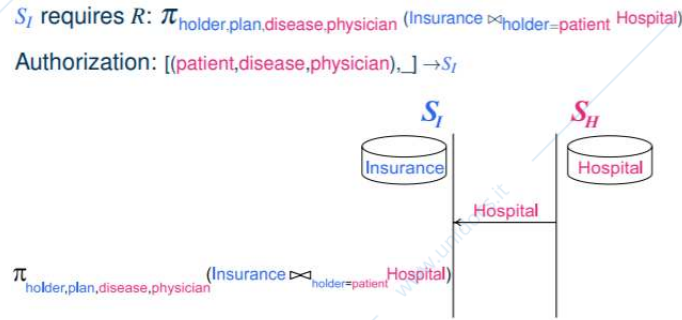 S_I requires R: π_holder,plan,disease,physician (Insurance ⋈_holder=patient Hospital)
Authorization: [(patient,disease,physician),_] →S_I
S_I S_H
Insurance Hospital
Hospital
π_holder,plan,disease,physician(Insurance ⋈_holder=patient Hospital)